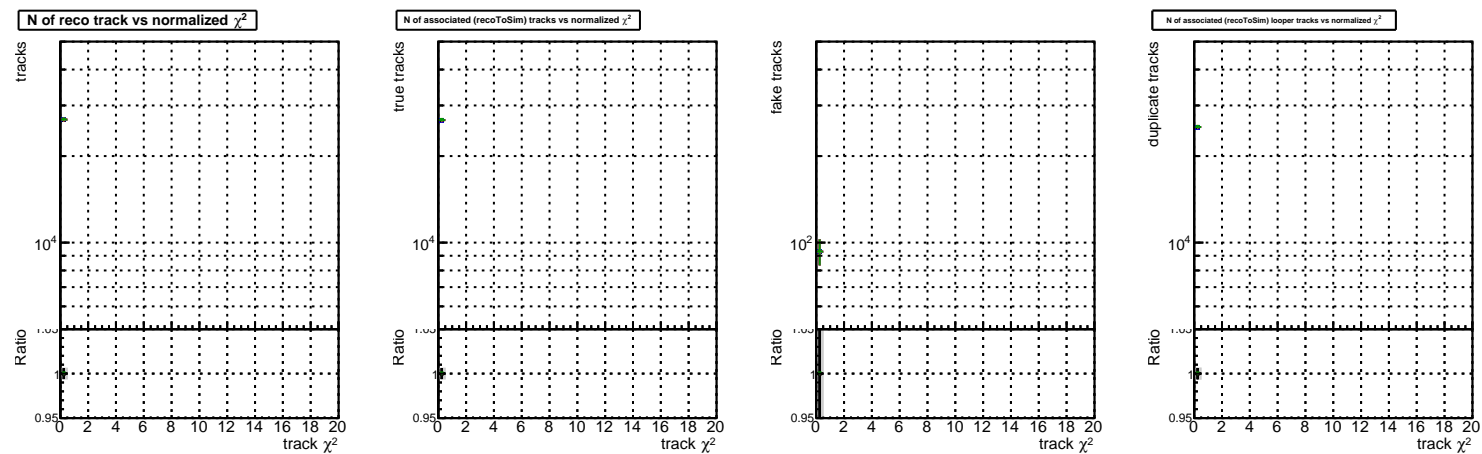 N of reco track vs normalized χ²
tracks
10⁴
Ratio
1
0.95
0 2 4 6 8 10 12 14 16 18 20
track χ²
N of associated (recoToSim) tracks vs normalized χ²
true tracks
10⁴
Ratio
1
0.95
0 2 4 6 8 10 12 14 16 18 20
track χ²
fake tracks
10²
Ratio
1
0.95
0 2 4 6 8 10 12 14 16 18 20
track χ²
N of associated (recoToSim) looper tracks vs normalized χ²
duplicate tracks
10⁴
Ratio
1
0.95
0 2 4 6 8 10 12 14 16 18 20
track χ²